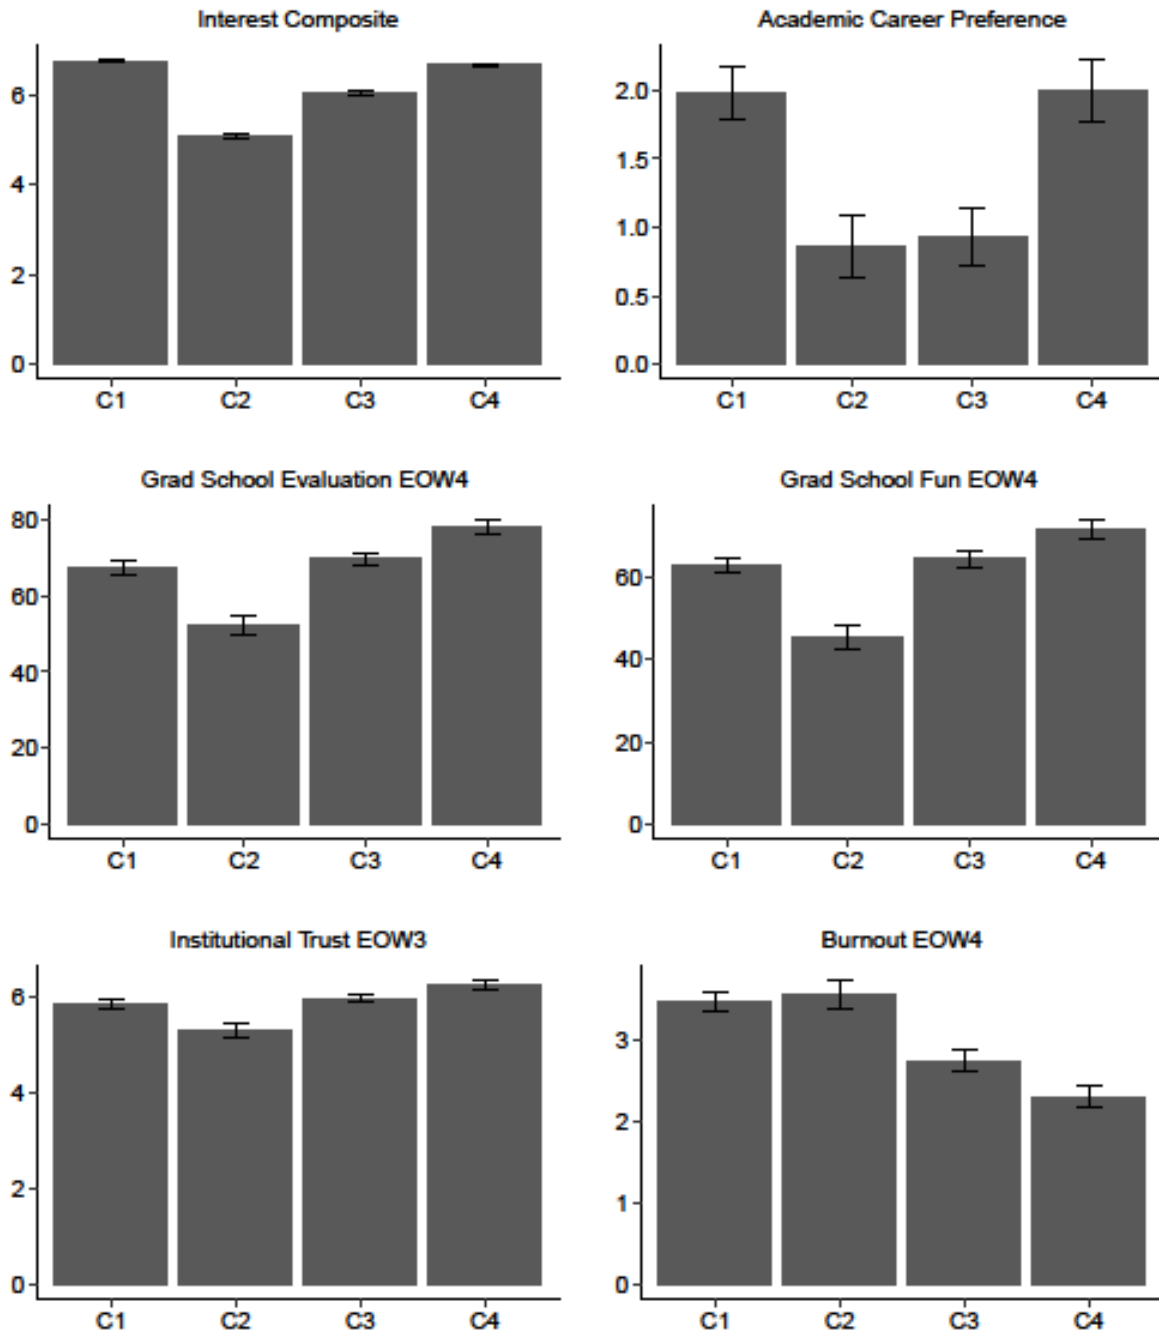 Interest Composite
6
4
2
0
C1 C2 C3 C4
Academic Career Preference
2.0
1.5
1.0
0.5
0.0
C1 C2 C3 C4
Grad School Evaluation EOW4
80
60
40
20
0
C1 C2 C3 C4
Grad School Fun EOW4
60
40
20
0
C1 C2 C3 C4
Institutional Trust EOW3
6
4
2
0
C1 C2 C3 C4
Burnout EOW4
3
2
1
0
C1 C2 C3 C4